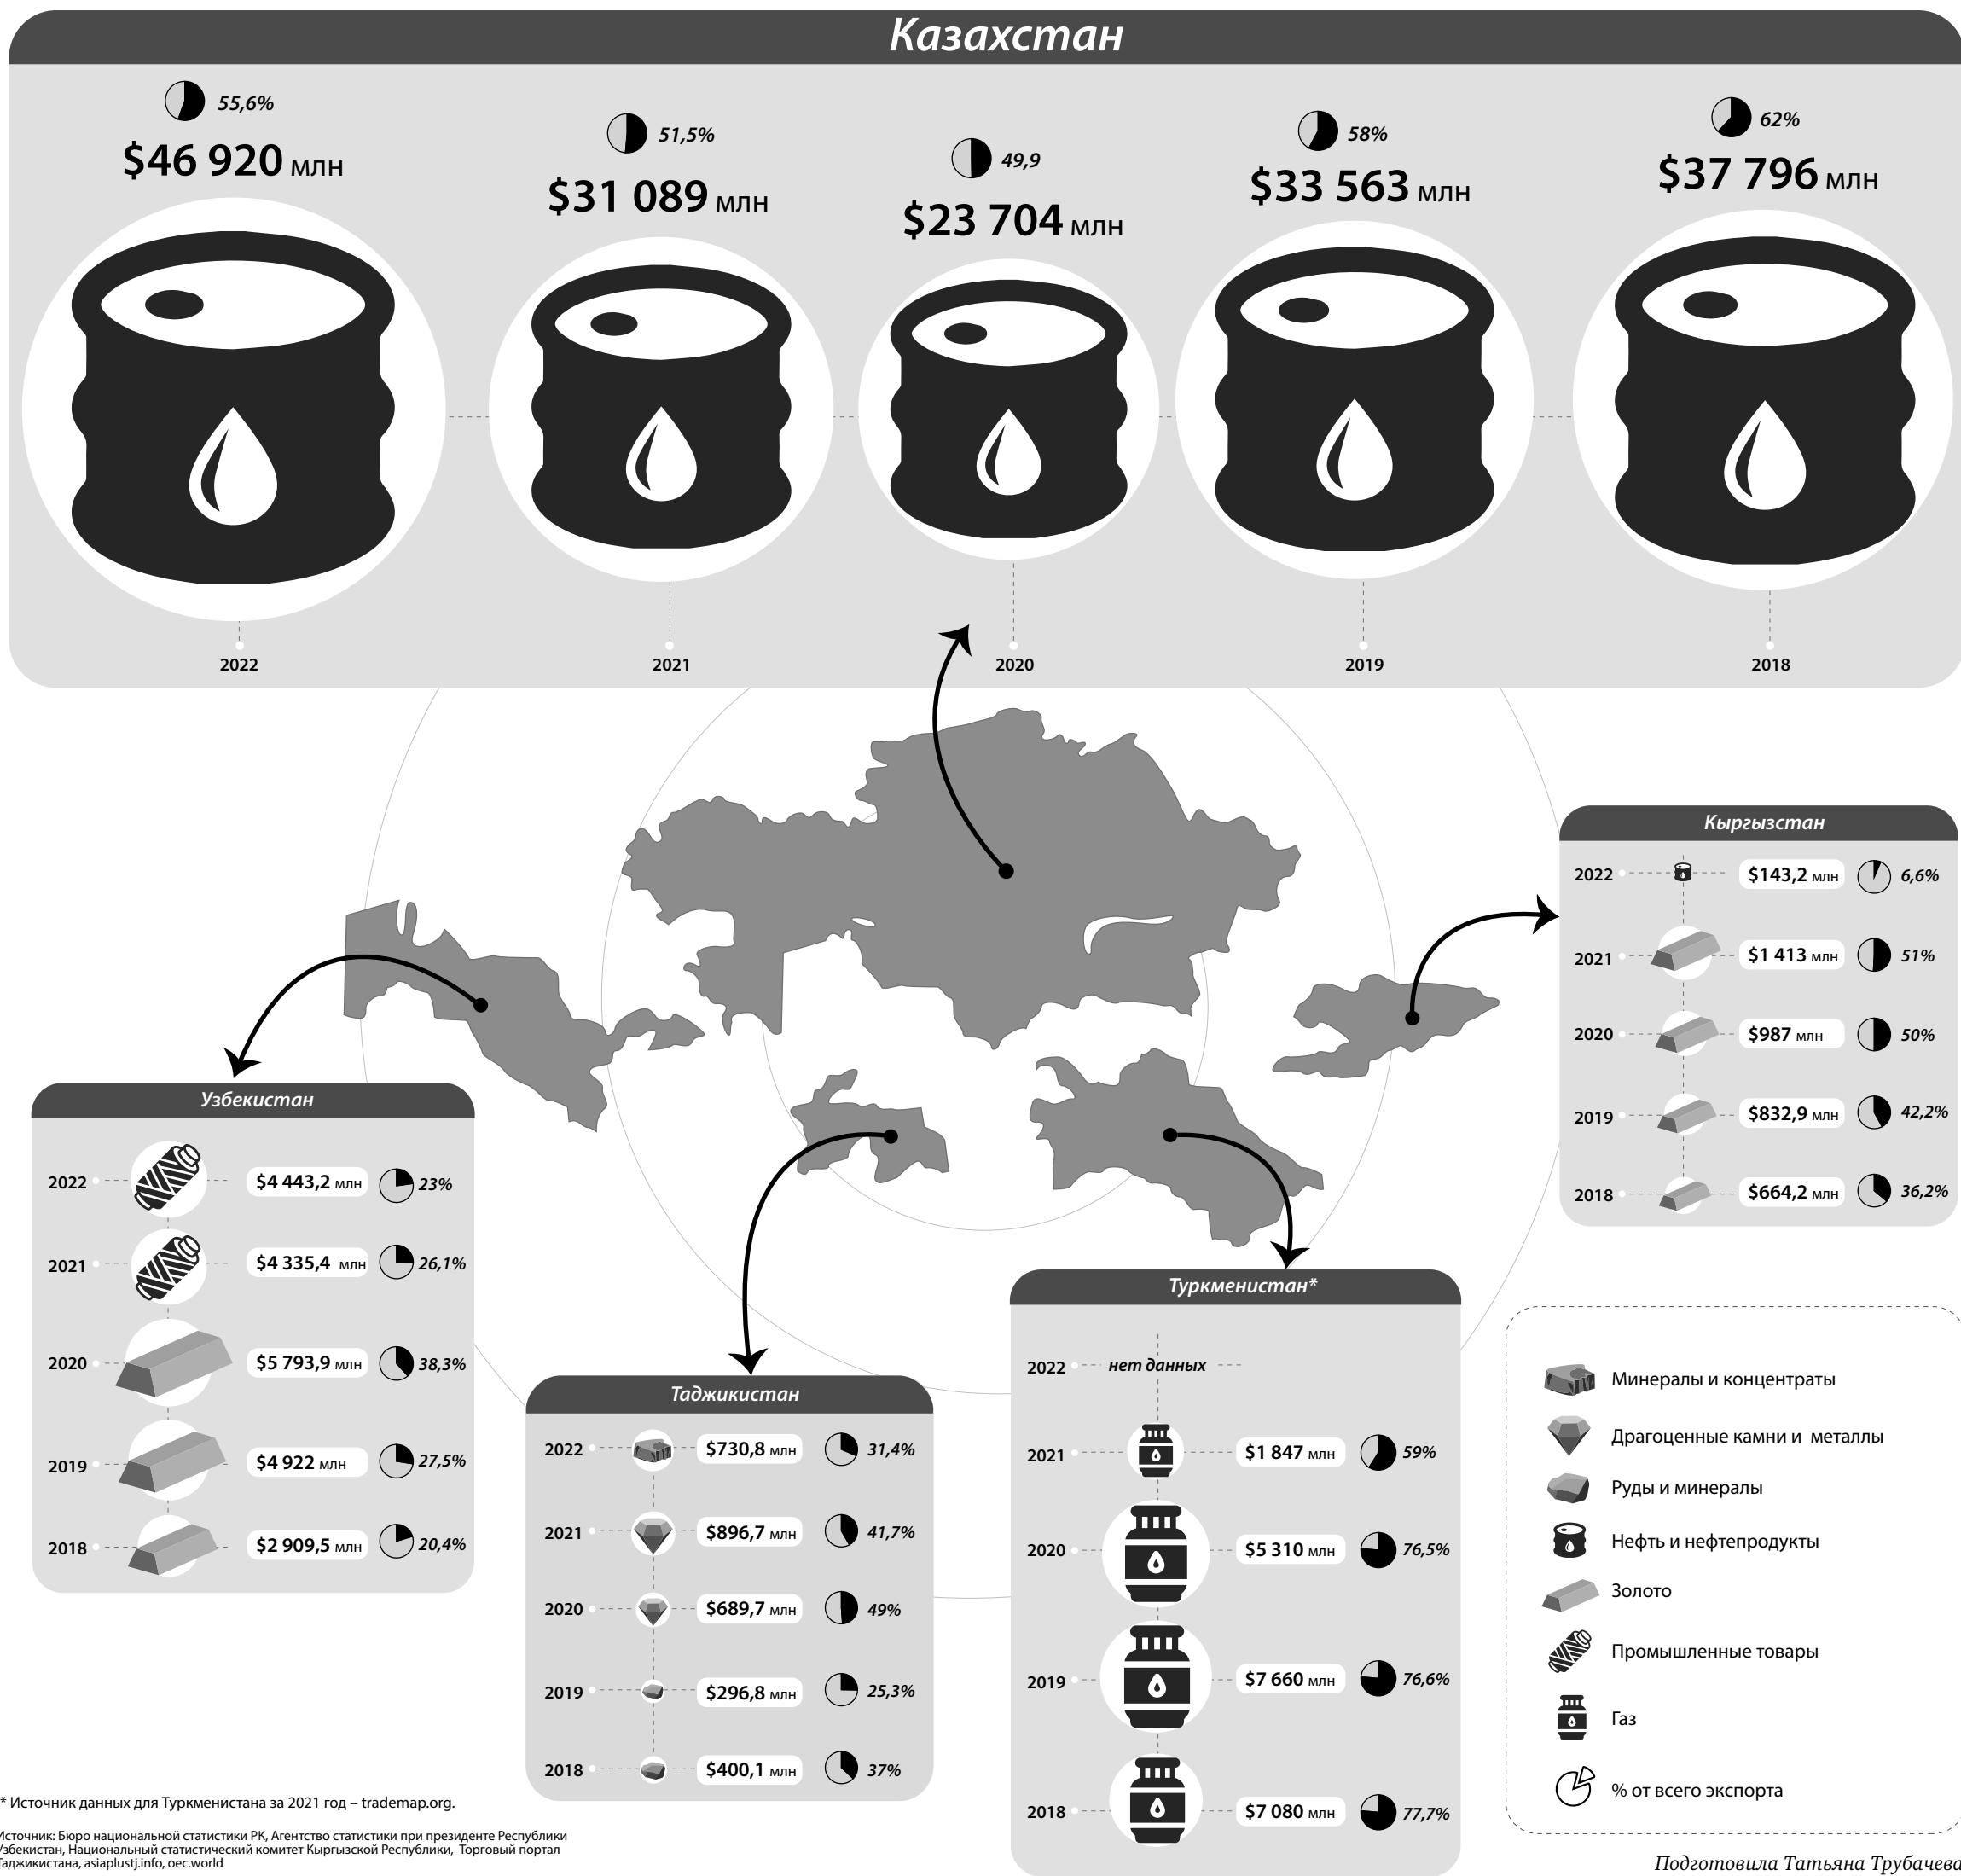 Казахстан
55,6%
$46 920 млн
51,5%
$31 089 млн
49,9
$23 704 млн
58%
$33 563 млн
62%
$37 796 млн
2022
2021
2020
2019
2018
Кыргызстан
2022 $143,2 млн 6,6%
2021 $1 413 млн 51%
2020 $987 млн 50%
2019 $832,9 млн 42,2%
2018 $664,2 млн 36,2%
Узбекистан
2022 $4 443,2 млн 23%
2021 $4 335,4 млн 26,1%
2020 $5 793,9 млн 38,3%
2019 $4 922 млн 27,5%
2018 $2 909,5 млн 20,4%
Таджикистан
2022 $730,8 млн 31,4%
2021 $896,7 млн 41,7%
2020 $689,7 млн 49%
2019 $296,8 млн 25,3%
2018 $400,1 млн 37%
Туркменистан*
2022 нет данных
2021 $1 847 млн 59%
2020 $5 310 млн 76,5%
2019 $7 660 млн 76,6%
2018 $7 080 млн 77,7%
Минералы и концентраты
Драгоценные камни и металлы
Руды и минералы
Нефть и нефтепродукты
Золото
Промышленные товары
Газ
% от всего экспорта
* Источник данных для Туркменистана за 2021 год – trademap.org.
Источник: Бюро национальной статистики РК, Агентство статистики при президенте Республики
Узбекистан, Национальный статистический комитет Кыргызской Республики, Торговый портал
Таджикистана, asiaplustj.info, oec.world
Подготовила Татьяна Трубачева